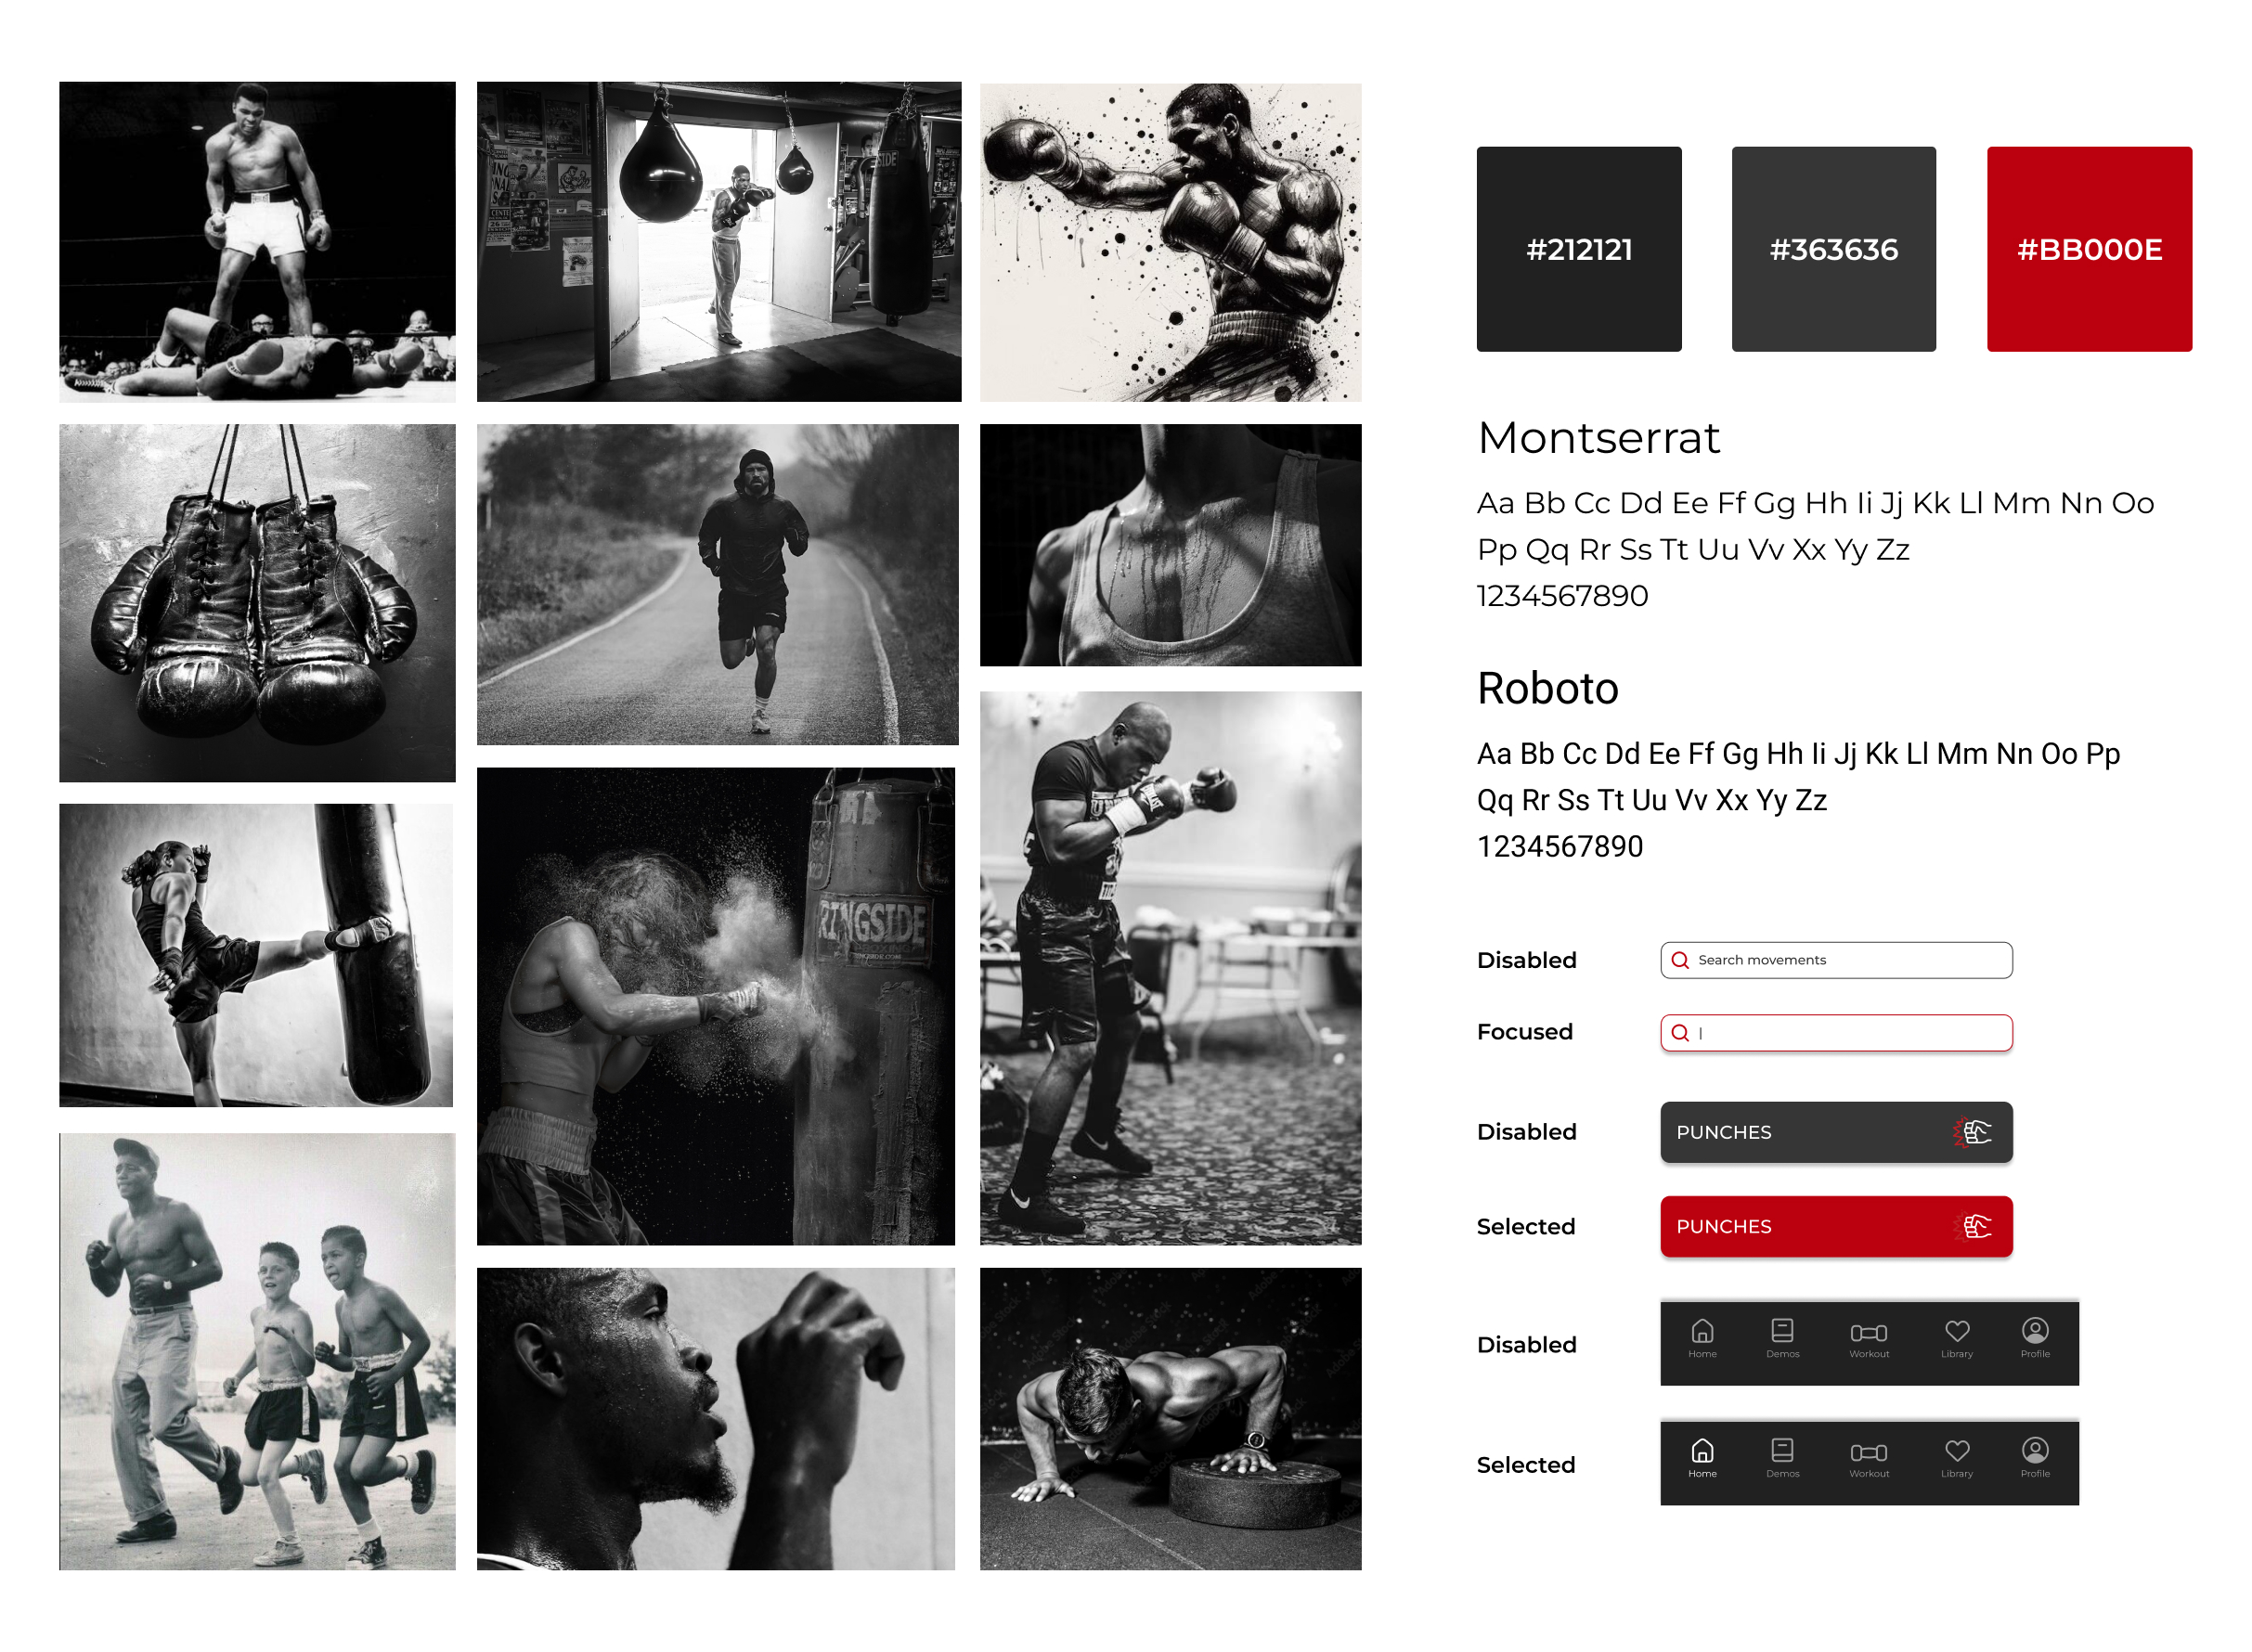 SIDE
RINGSIDE
EVERLAST
#212121
#363636
#BB000E
Montserrat
Aa Bb Cc Dd Ee Ff Gg Hh Ii Jj Kk Ll Mm Nn Oo
Pp Qq Rr Ss Tt Uu Vv Xx Yy Zz
1234567890
Roboto
Aa Bb Cc Dd Ee Ff Gg Hh Ii Jj Kk Ll Mm Nn Oo Pp
Qq Rr Ss Tt Uu Vv Xx Yy Zz
1234567890
Disabled
Search movements
Focused
Disabled
PUNCHES
Selected
PUNCHES
Disabled
Home Demos Workout Library Profile
Selected
Home Demos Workout Library Profile